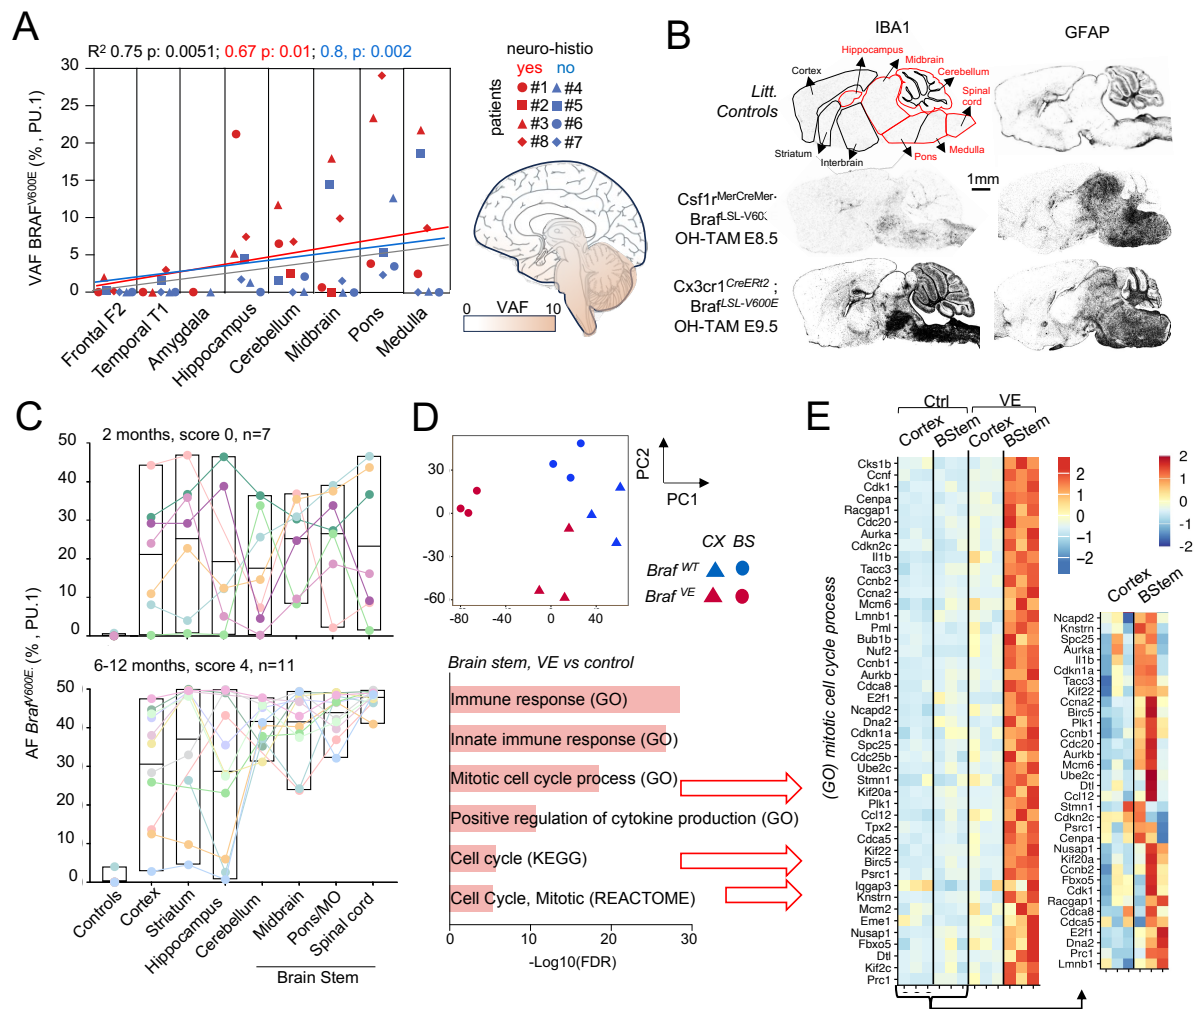 A
R² 0.75 p: 0.0051; 0.67 p: 0.01; 0.8, p: 0.002
VAF BRAF^V600E (% , PU.1)
30
25
20
15
10
5
0
Frontal F2
Temporal T1
Amygdala
Hippocampus
Cerebellum
Midbrain
Pons
Medulla
neuro-histio
yes no
patients
#1 #4
#2 #5
#3 #6
#8 #7
0 VAF 10
B
IBA1
GFAP
Litt.
Controls
Cortex
Hippocampus
Midbrain
Cerebellum
Spinal
cord
Striatum
Interbrain
Pons
Medulla
1mm
Csf1r^MerCreMer;
Braf^LSL-V60
OH-TAM E8.5
Cx3cr1^CreERt2 ;
Braf^LSL-V600E
OH-TAM E9.5
C
2 months, score 0, n=7
50
40
30
20
10
0
6-12 months, score 4, n=11
50
40
30
20
10
0
AF Braf^V600E. (% , PU.1)
Controls
Cortex
Striatum
Hippocampus
Cerebellum
Midbrain
Pons/MO
Spinal cord
Brain Stem
D
40
0
-30
-60
-80
-40
0
40
PC2
PC1
CX BS
Braf ^WT
Braf ^VE
Brain stem, VE vs control
Immune response (GO)
Innate immune response (GO)
Mitotic cell cycle process (GO)
Positive regulation of cytokine production (GO)
Cell cycle (KEGG)
Cell Cycle, Mitotic (REACTOME)
0 10 20 30
-Log10(FDR)
E
Ctrl VE
Cortex
BStem
Cortex
BStem
(GO) mitotic cell cycle process
Cks1b
Ccnf
Cdk1
Cenpa
Racgap1
Cdc20
Aurka
Cdkn2c
Il1b
Tacc3
Ccnb2
Ccna2
Mcm6
Lmnb1
Pml
Bub1b
Nuf2
Ccnb1
Aurkb
Cdca8
E2f1
Ncapd2
Dna2
Cdkn1a
Spc25
Cdc25b
Ube2c
Stmn1
Kif20a
Plk1
Ccl12
Tpx2
Cdca5
Kif22
Birc5
Psrc1
Iqgap3
Knstrn
Mcm2
Eme1
Nusap1
Fbxo5
Dtl
Kif2c
Prc1
2
1
0
−1
−2
2
1
0
-1
-2
Cortex
BStem
Ncapd2
Knstrn
Spc25
Aurka
Il1b
Cdkn1a
Tacc3
Kif22
Ccna2
Birc5
Plk1
Ccnb1
Cdc20
Aurkb
Mcm6
Ube2c
Dtl
Ccl12
Stmn1
Cdkn2c
Psrc1
Cenpa
Nusap1
Kif20a
Ccnb2
Fbxo5
Cdk1
Racgap1
Cdca8
Cdca5
E2f1
Dna2
Prc1
Lmnb1